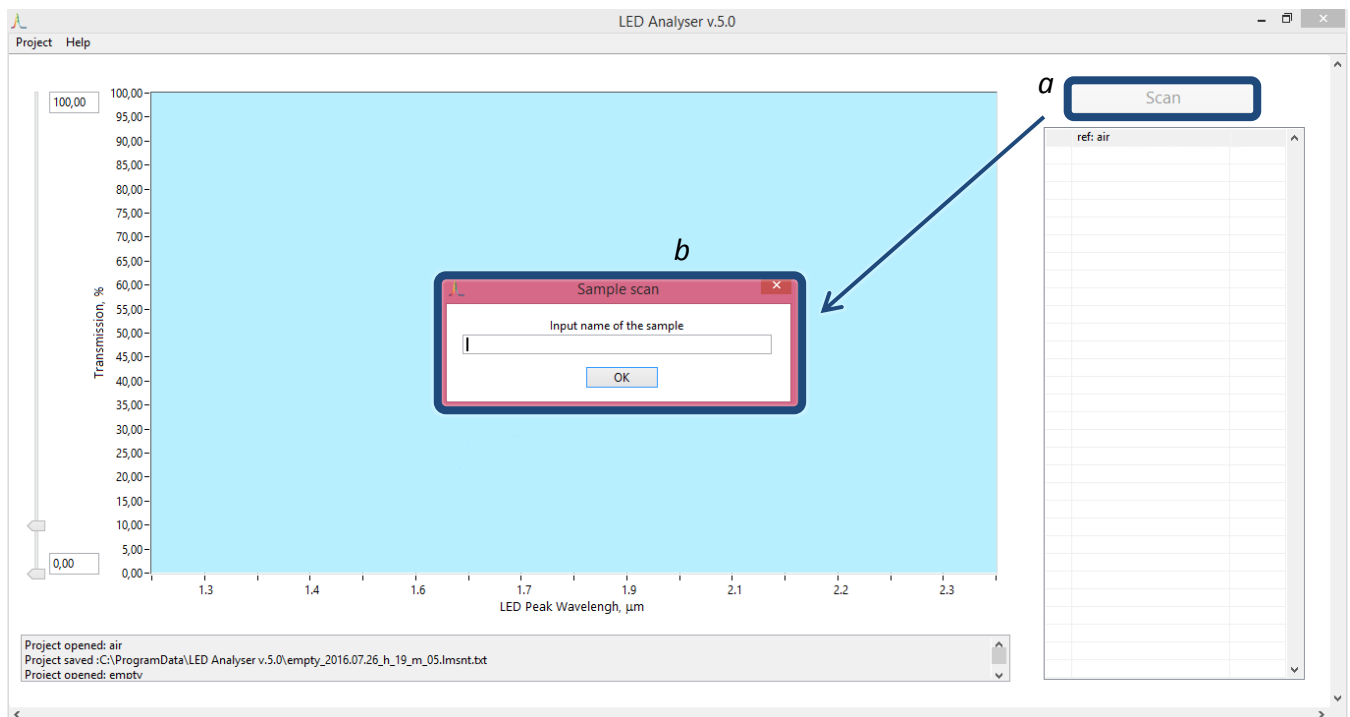 LED Analyser v.5.0
Project Help
a
Scan
100,00
100,00
95,00
90,00
85,00
80,00
75,00
70,00
65,00
60,00
55,00
50,00
45,00
40,00
35,00
30,00
25,00
20,00
15,00
10,00
5,00
0,00
0,00
Transmission, %
ref: air
b
Sample scan
Input name of the sample
OK
1.3 1.4 1.6 1.7 1.9 2.1 2.2 2.3
LED Peak Wavelengh, µm
Project opened: air
Project saved :C:\ProgramData\LED Analyser v.5.0\empty_2016.07.26_h_19_m_05.lmsnt.txt
Project opened: empty